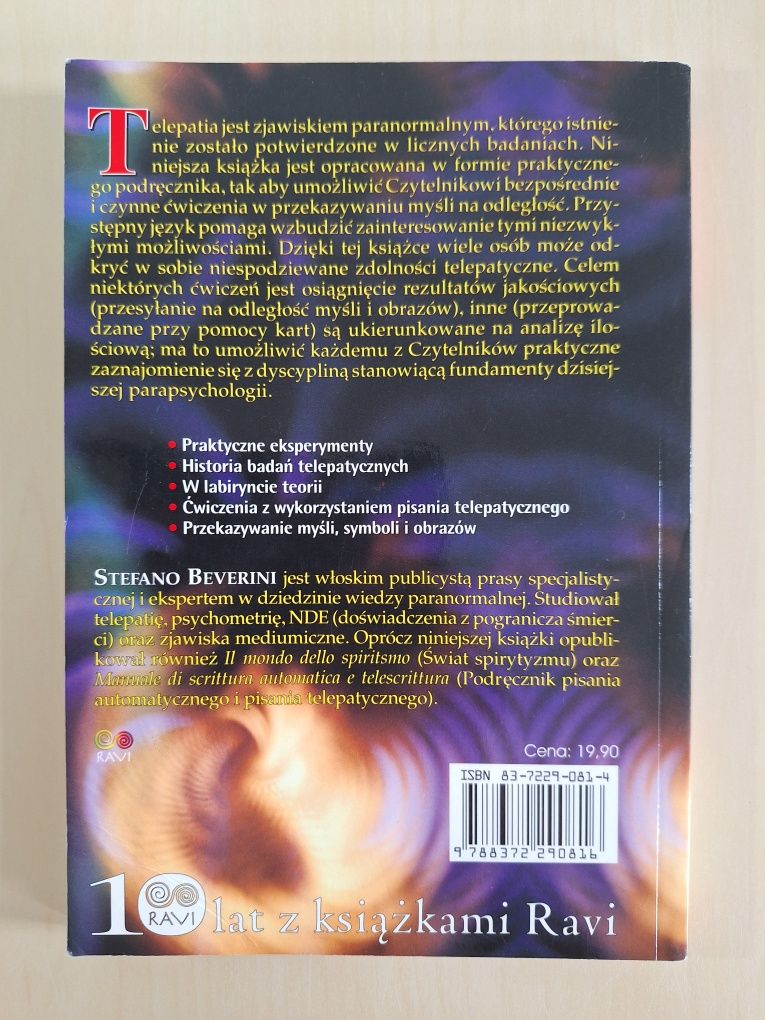 Telepatia jest zjawiskiem paranormalnym, którego istnie-
nie zostało potwierdzone w licznych badaniach. Ni-
niejsza książka jest opracowana w formie praktyczne-
go podręcznika, tak aby umożliwić Czytelnikowi bezpośrednie
i czynne ćwiczenia w przekazywaniu myśli na odległość. Przy-
stępny język pomaga wzbudzić zainteresowanie tymi niezwyk-
łymi możliwościami. Dzięki tej książce wiele osób może od-
kryć w sobie niespodziewane zdolności telepatyczne. Celem
niektórych ćwiczeń jest osiągnięcie rezultatów jakościowych
(przesyłanie na odległość myśli i obrazów), inne (przeprowa-
dzane przy pomocy kart) są ukierunkowane na analizę ilo-
ściową; ma to umożliwić każdemu z Czytelników praktyczne
zaznajomienie się z dyscypliną stanowiącą fundamenty dzisiej-
szej parapsychologii.
• Praktyczne eksperymenty
• Historia badań telepatycznych
• W labiryncie teorii
• Ćwiczenia z wykorzystaniem pisania telepatycznego
• Przekazywanie myśli, symboli i obrazów
STEFANO BEVERINI jest włoskim publicystą prasy specjalisty-
cznej i ekspertem w dziedzinie wiedzy paranormalnej. Studiował
telepatię, psychometrię, NDE (doświadczenia z pogranicza śmier-
ci) oraz zjawiska mediumiczne. Oprócz niniejszej książki opubli-
kował również Il mondo dello spiritsmo (Świat spirytyzmu) oraz
Manuale di scrittura automatica e telescrittura (Podręcznik pisania
automatycznego i pisania telepatycznego).
RAVI
Cena: 19,90
ISBN 83-7229-081-4
9 788372 290816
10 lat z książkami Ravi
RAVI